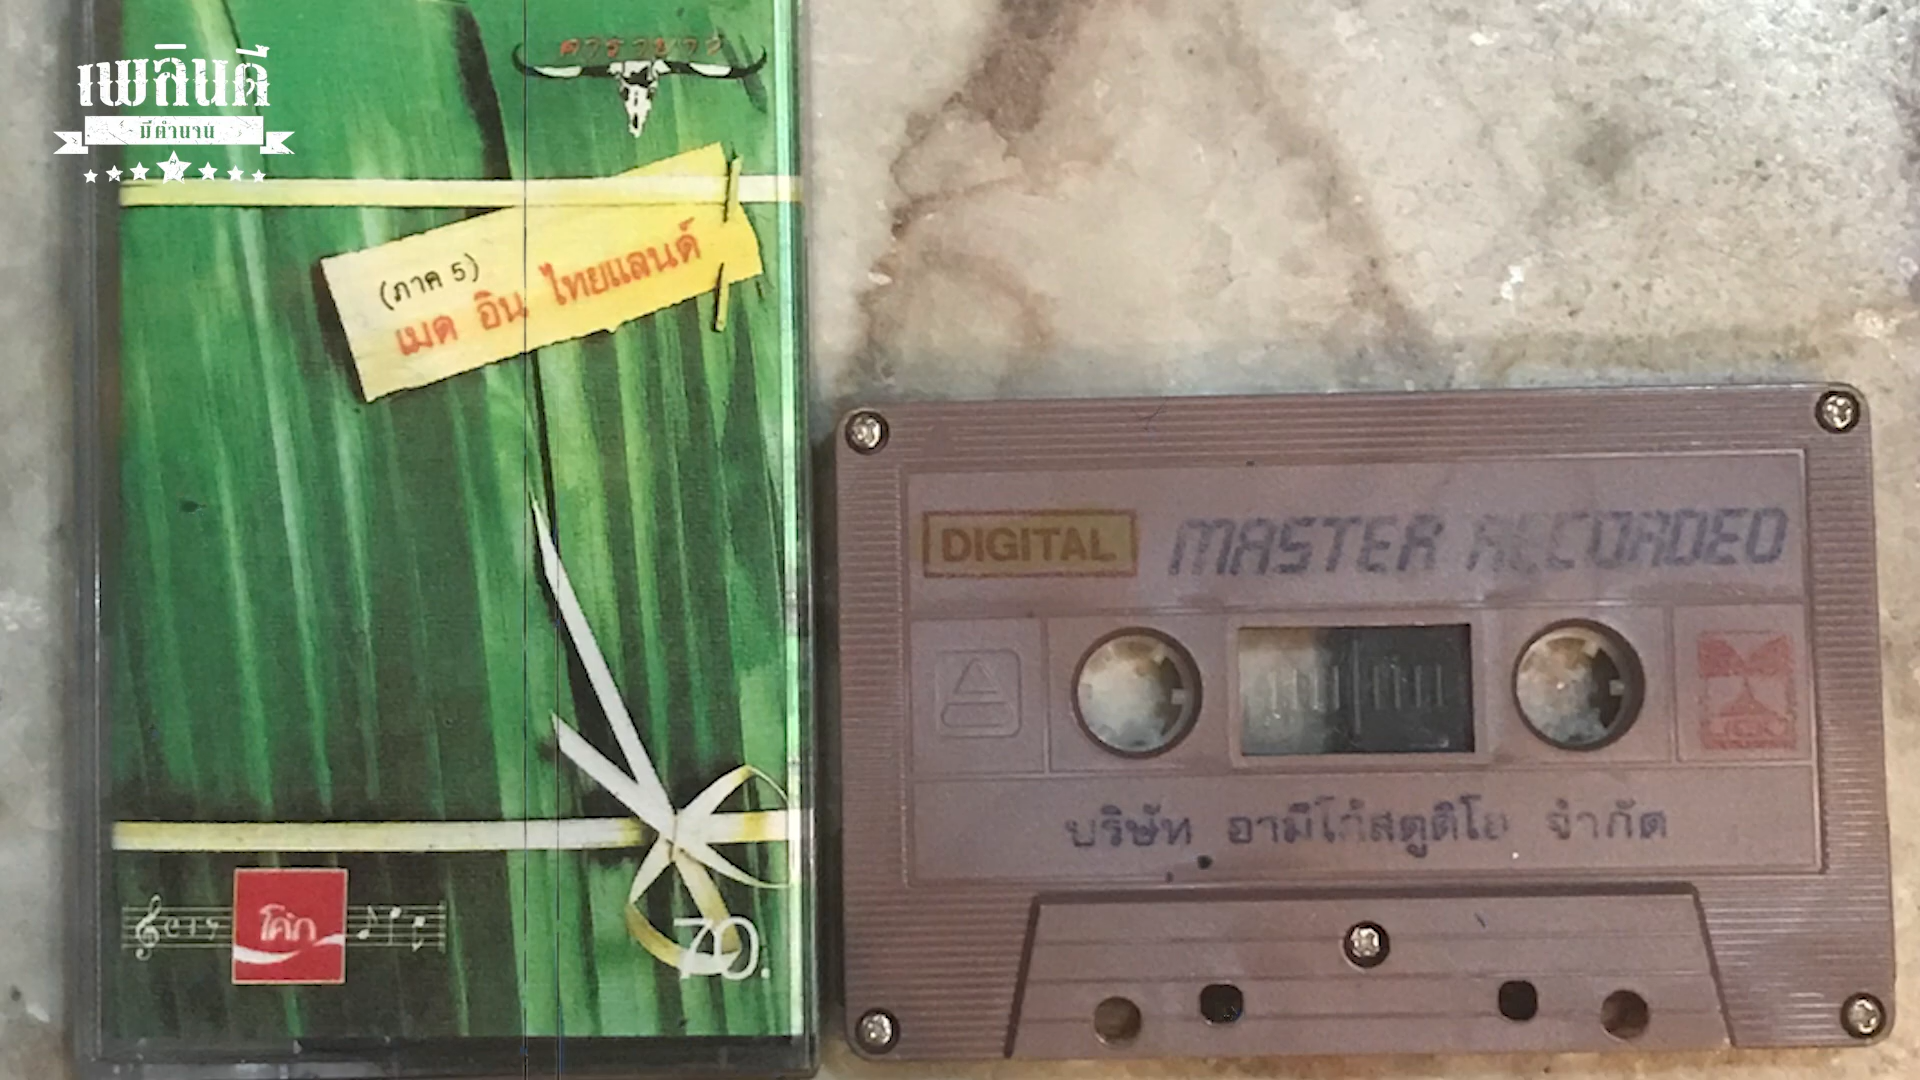 เพลินดี
มีตำนาน
คาราบาว
(ภาค 5)
เมด อิน ไทยแลนด์
โค้ก
70.
DIGITAL MASTER RECORDED
บริษัท อามีโก้สตูดิโอ จำกัด